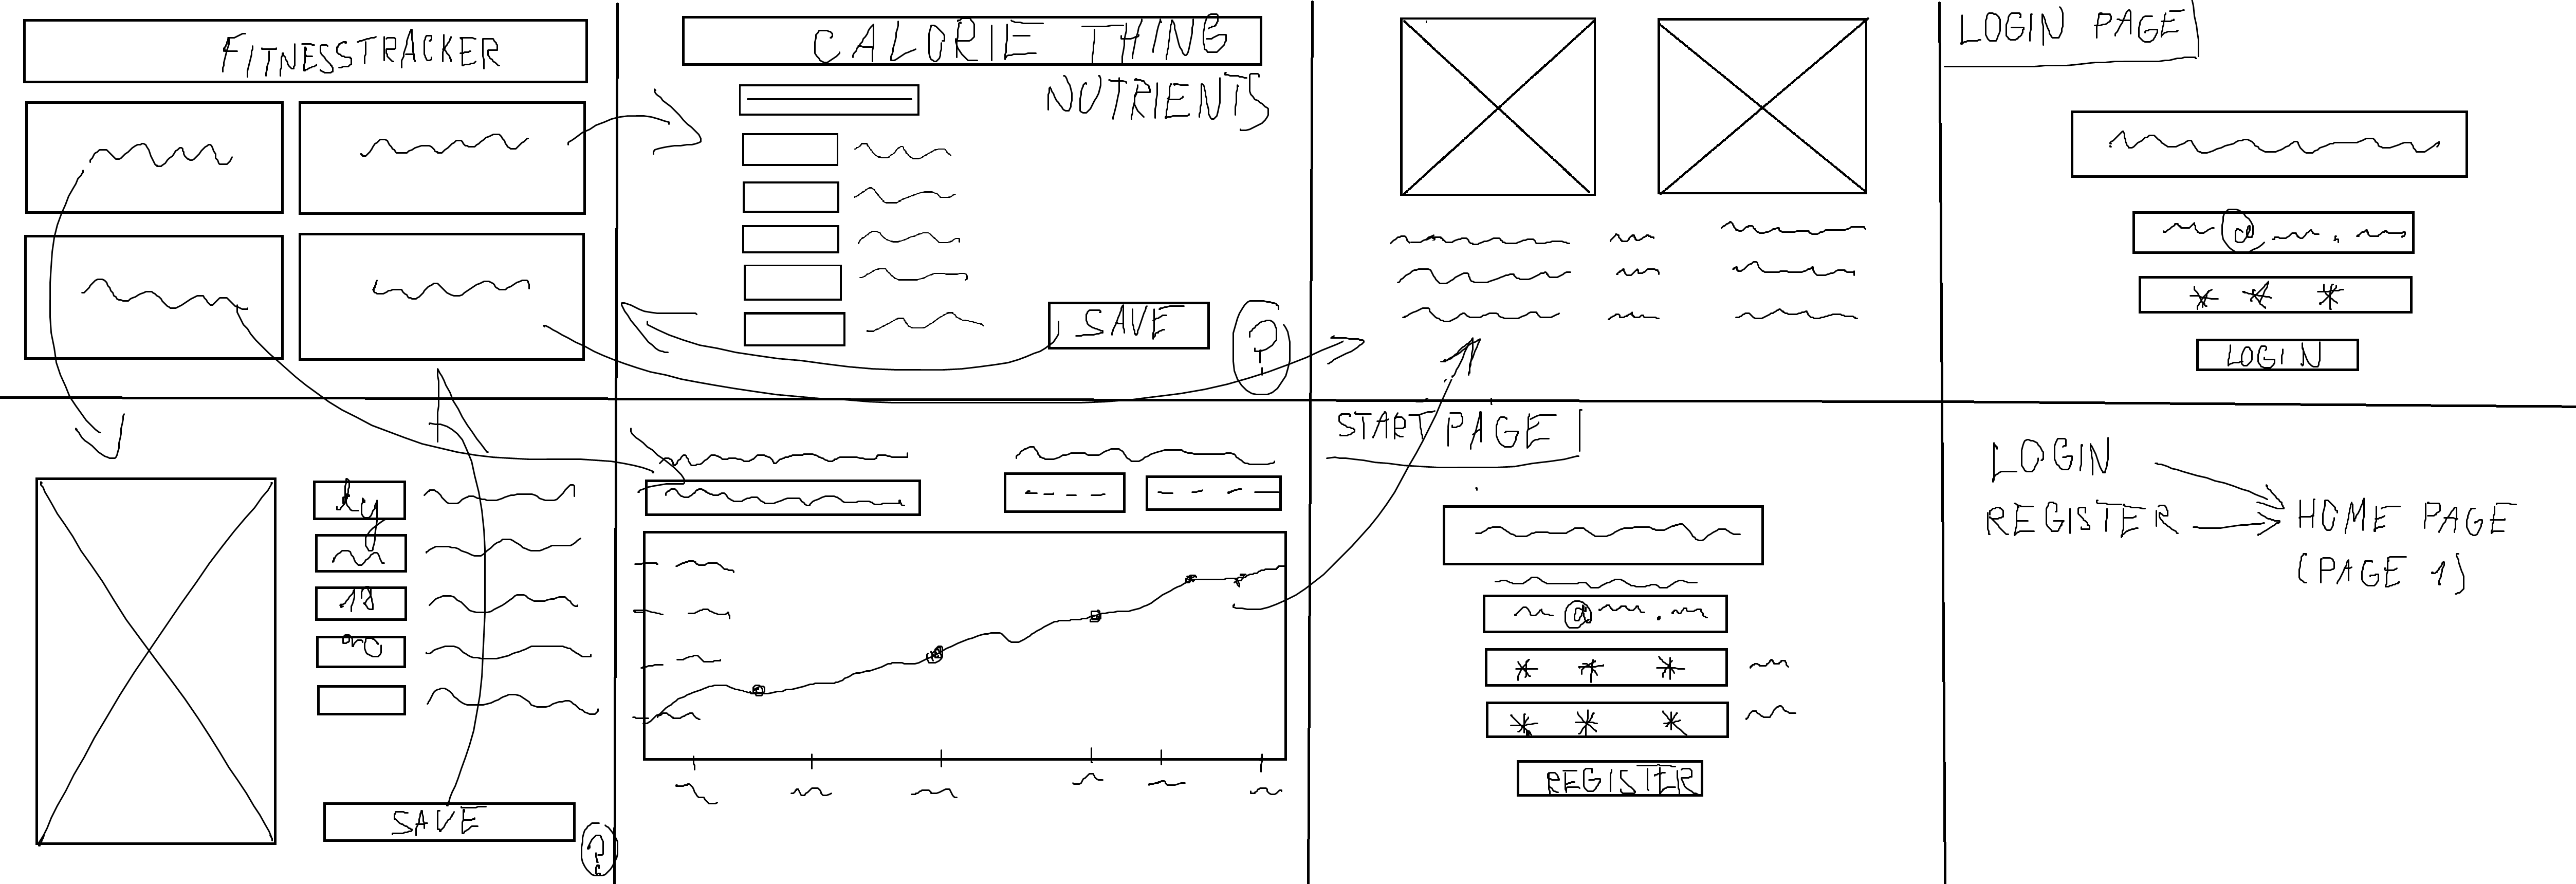 FITNESSTRACKER
CALORIE THING
NUTRIENTS
SAVE
?
LOGIN PAGE
@ .
* * *
LOGIN
kg
18
SAVE
?
START PAGE
@ .
* * *
* * *
REGISTER
LOGIN
REGISTER
HOME PAGE
(PAGE 1)